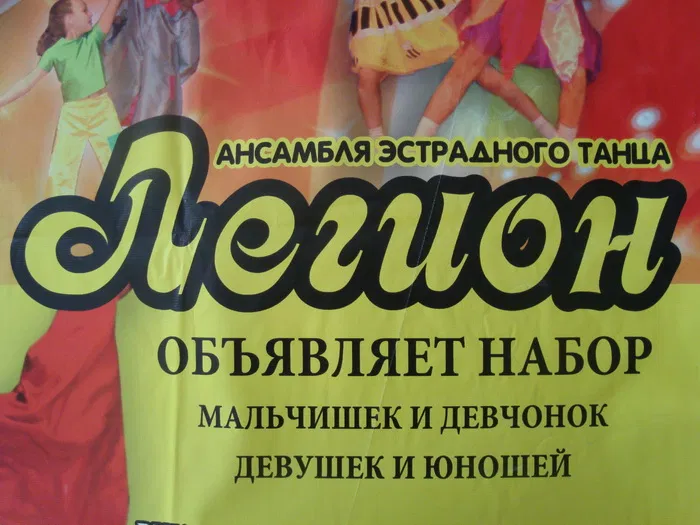 АНСАМБЛЯ ЭСТРАДНОГО ТАНЦА
Легион
ОБЪЯВЛЯЕТ НАБОР
МАЛЬЧИШЕК И ДЕВЧОНОК
ДЕВУШЕК И ЮНОШЕЙ